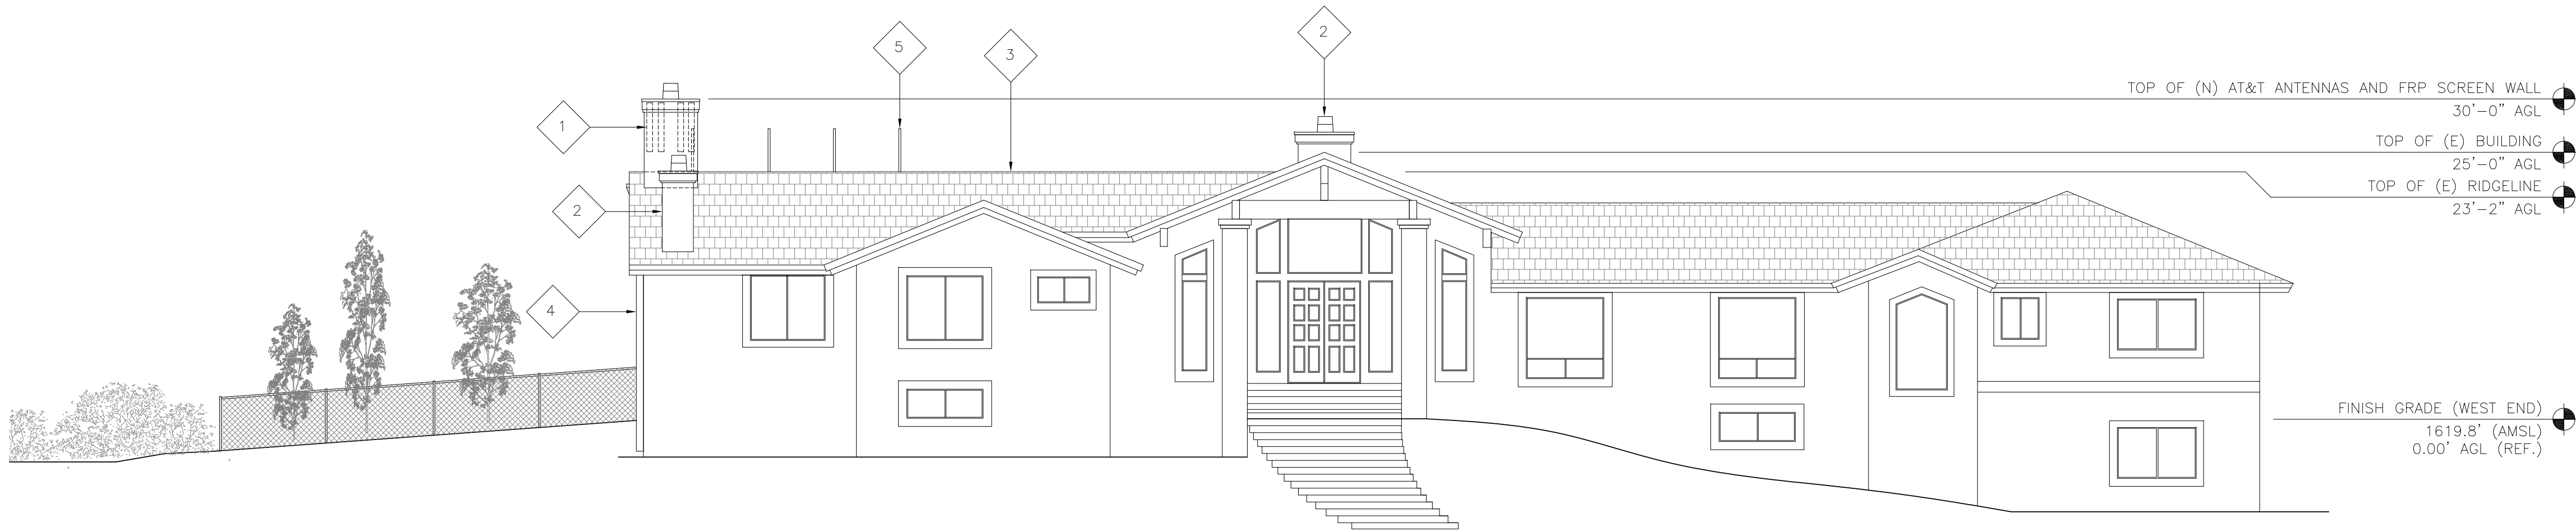 2
5
3
TOP OF (N) AT&T ANTENNAS AND FRP SCREEN WALL
30'-0" AGL
1
TOP OF (E) BUILDING
25'-0" AGL
TOP OF (E) RIDGELINE
23'-2" AGL
2
4
FINISH GRADE (WEST END)
1619.8' (AMSL)
0.00' AGL (REF.)